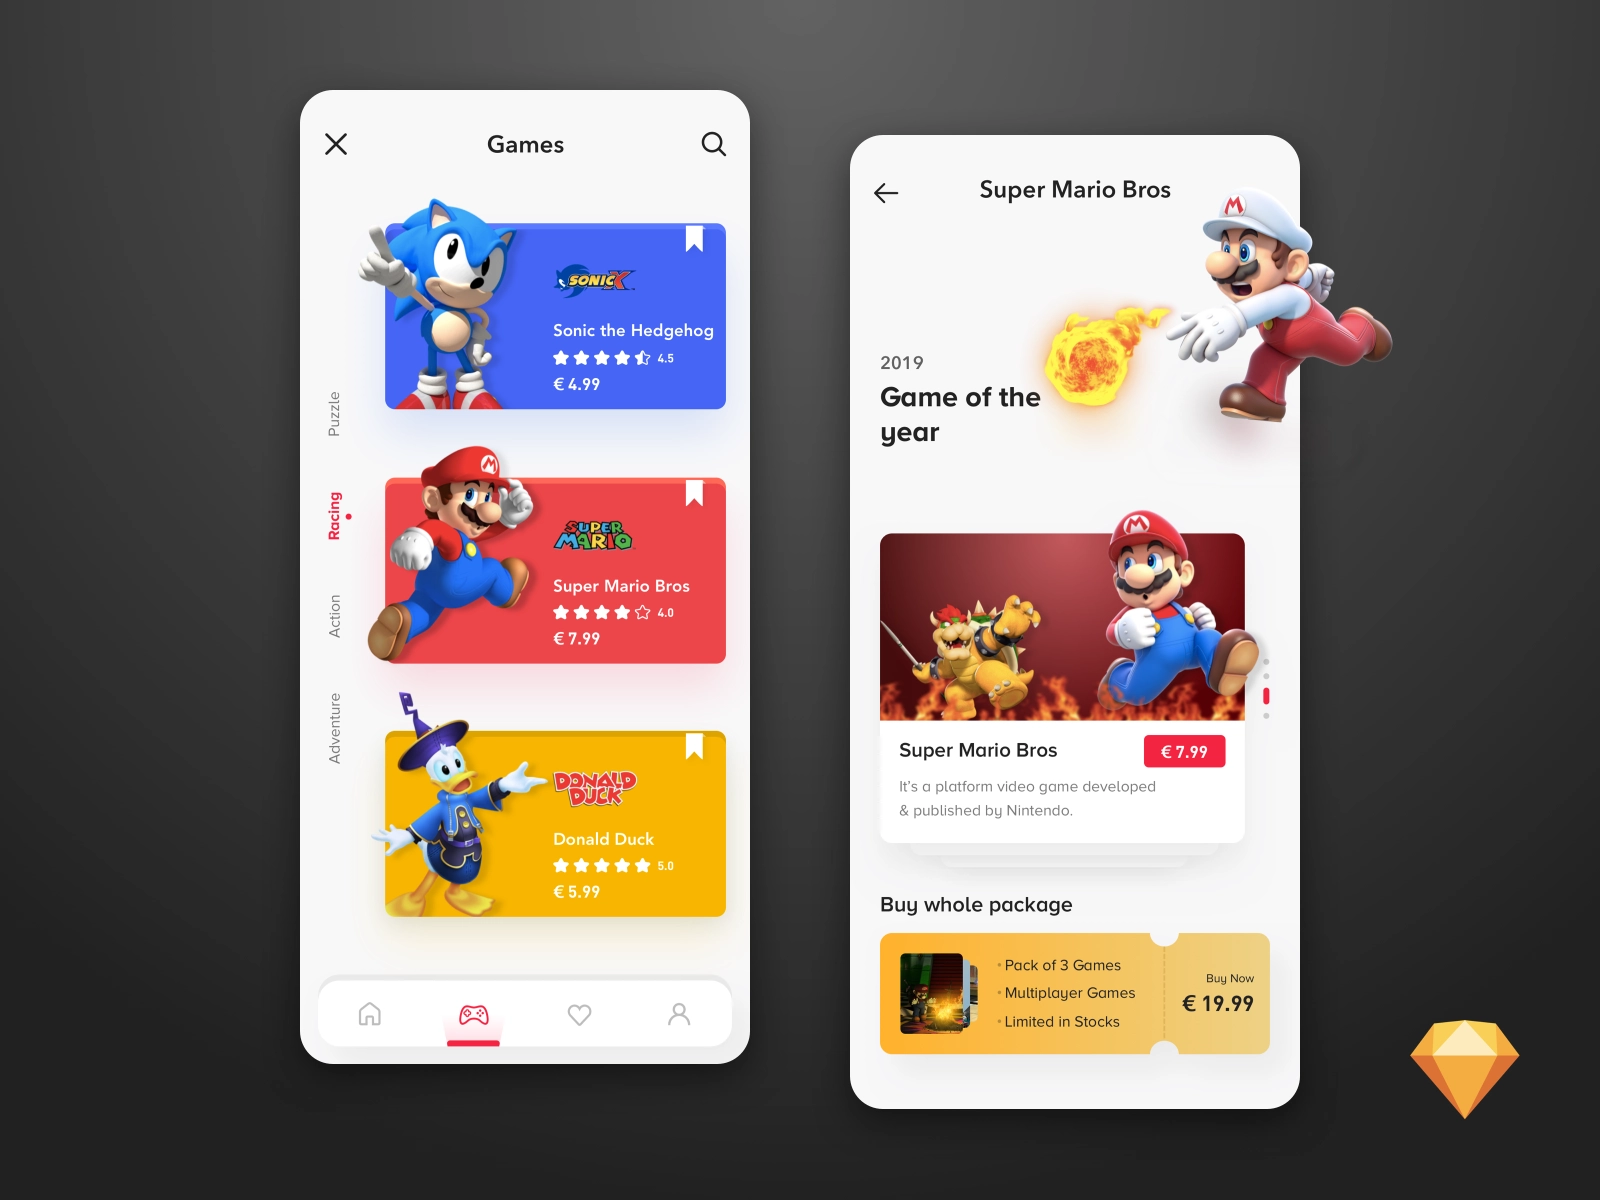 Games
SONIC X
Sonic the Hedgehog
4.5
€ 4.99
Puzzle
Racing
Action
Adventure
M
SUPER
MARIO
Super Mario Bros
4.0
€ 7.99
DONALD
DUCK
Donald Duck
5.0
€ 5.99
Super Mario Bros
M
2019
Game of the
year
M
Super Mario Bros
€ 7.99
It's a platform video game developed
& published by Nintendo.
Buy whole package
Pack of 3 Games
Multiplayer Games
Limited in Stocks
Buy Now
€ 19.99